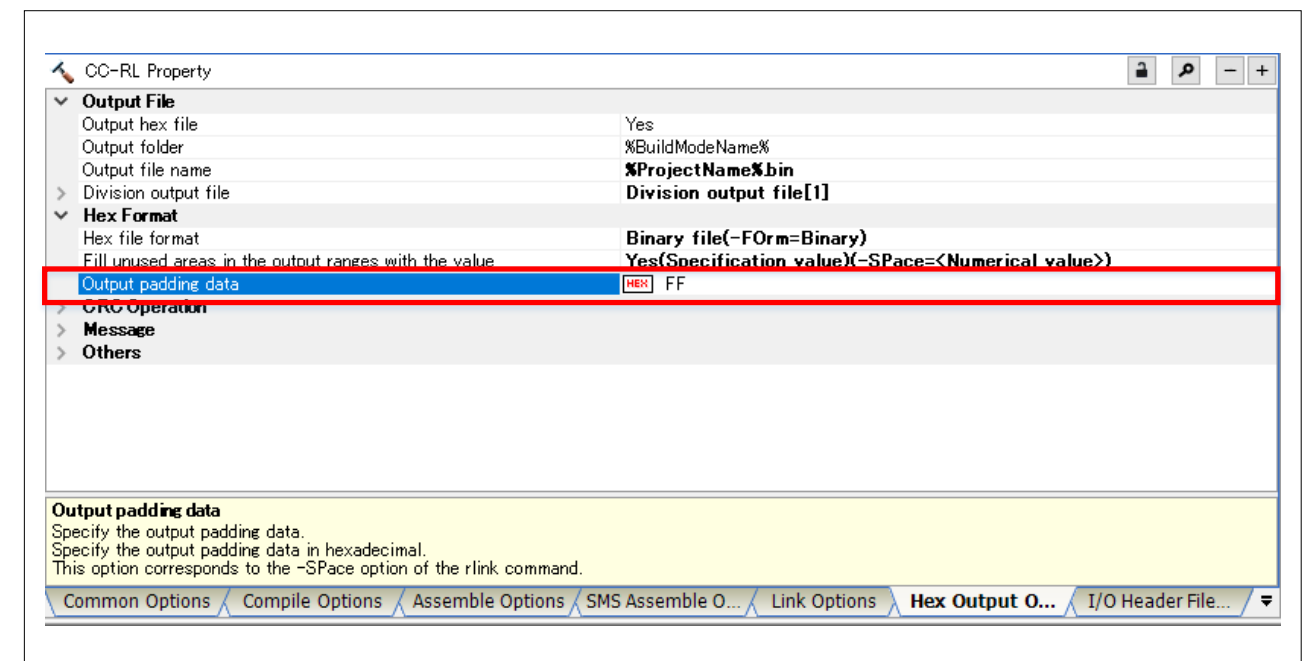 CC-RL Property
Output File
Output hex file Yes
Output folder %BuildModeName%
Output file name %ProjectName%.bin
Division output file Division output file[1]
Hex Format
Hex file format Binary file(-FOrm=Binary)
Fill unused areas in the output ranges with the value Yes(Specification value)(-SPace=<Numerical value>)
Output padding data HEX FF
CRC Operation
Message
Others
Output padding data
Specify the output padding data.
Specify the output padding data in hexadecimal.
This option corresponds to the -SPace option of the rlink command.
Common Options Compile Options Assemble Options SMS Assemble O... Link Options Hex Output O... I/O Header File...